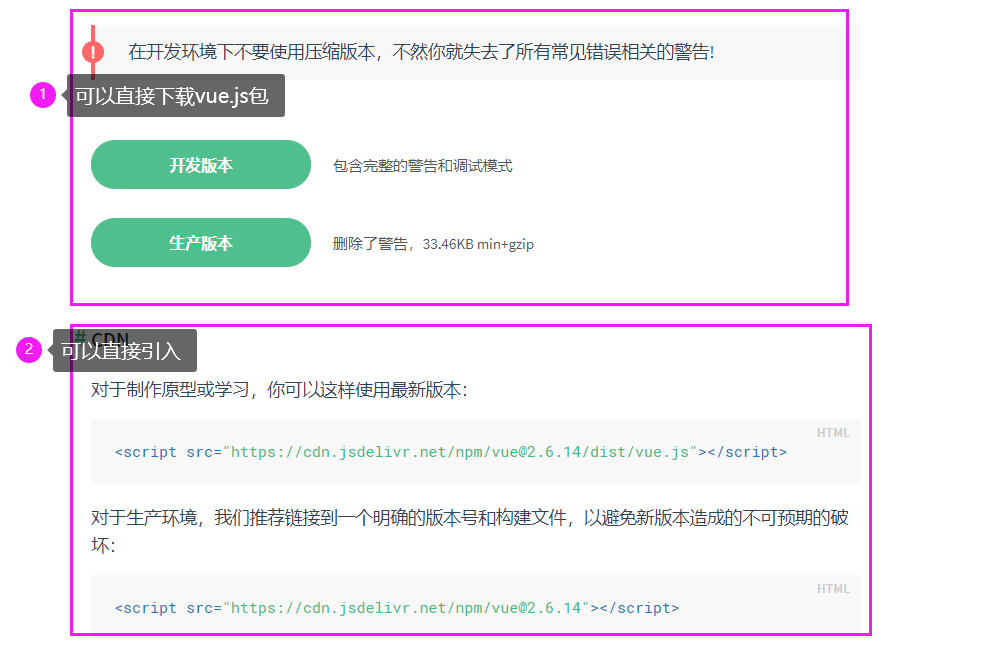 在开发环境下不要使用压缩版本，不然你就失去了所有常见错误相关的警告!
1 可以直接下载vue.js包
开发版本 包含完整的警告和调试模式
生产版本 删除了警告，33.46KB min+gzip
# CDN
2 可以直接引入
对于制作原型或学习，你可以这样使用最新版本：
HTML
<script src="https://cdn.jsdelivr.net/npm/vue@2.6.14/dist/vue.js"></script>
对于生产环境，我们推荐链接到一个明确的版本号和构建文件，以避免新版本造成的不可预期的破
坏：
HTML
<script src="https://cdn.jsdelivr.net/npm/vue@2.6.14"></script>